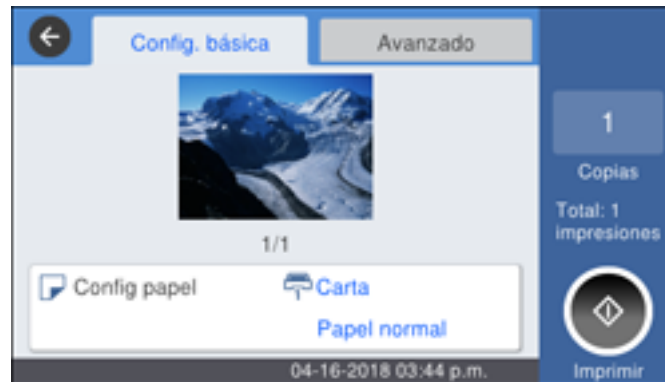 Config. básica
Avanzado
1
Copias
Total: 1
impresiones
1/1
Config papel
Carta
Papel normal
04-16-2018 03:44 p.m.
Imprimir